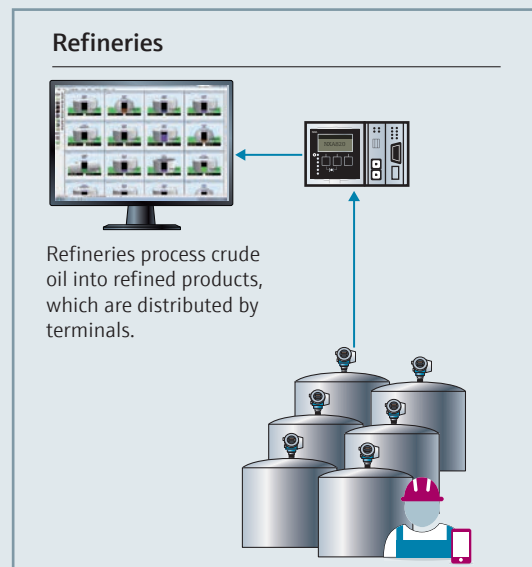 Refineries
Refineries process crude
oil into refined products,
which are distributed by
terminals.